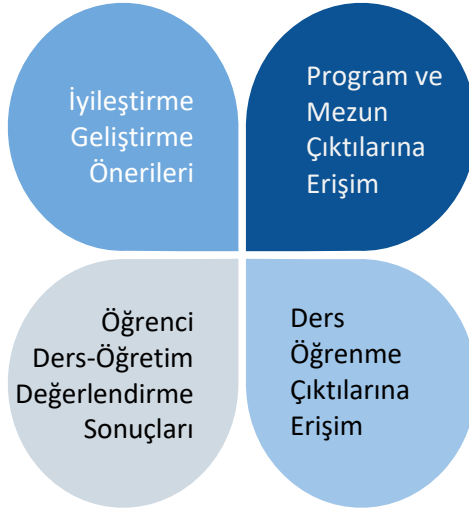 İyileştirme
Geliştirme
Önerileri
Program ve
Mezun
Çıktılarına
Erişim
Öğrenci
Ders-Öğretim
Değerlendirme
Sonuçları
Ders
Öğrenme
Çıktılarına
Erişim